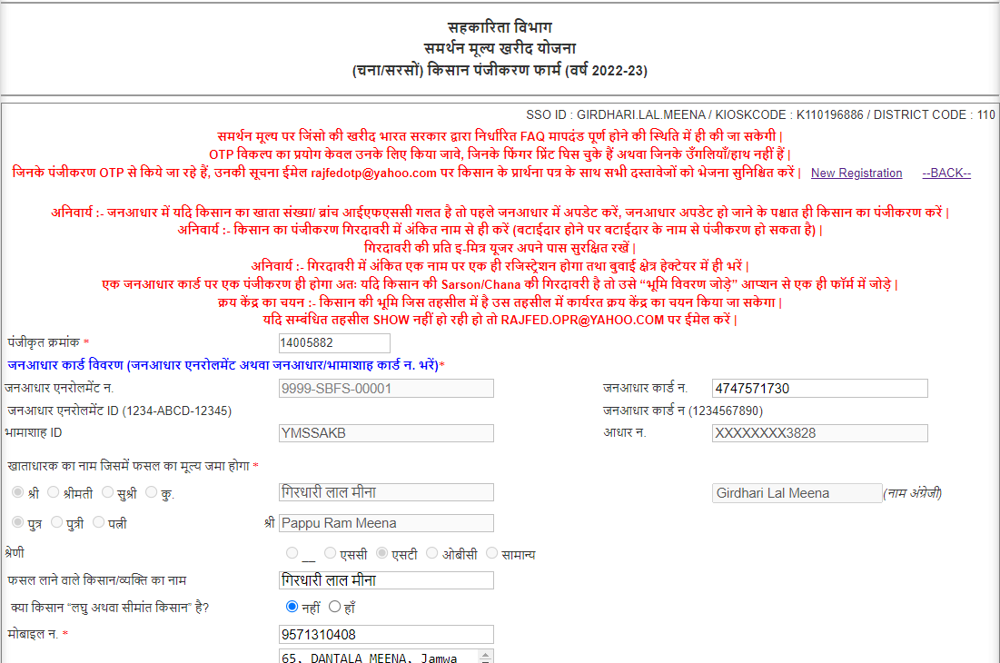 सहकारिता विभाग
समर्थन मूल्य खरीद योजना
(चना/सरसों) किसान पंजीकरण फार्म (वर्ष 2022-23)
SSO ID : GIRDHARI.LAL.MEENA / KIOSKCODE : K110196886 / DISTRICT CODE : 110
समर्थन मूल्य पर जिंसो की खरीद भारत सरकार द्वारा निर्धारित FAQ मापदंड पूर्ण होने की स्थिति में ही की जा सकेगी |
OTP विकल्प का प्रयोग केवल उनके लिए किया जावे, जिनके फिंगर प्रिंट घिस चुके हैं अथवा जिनके उँगलियाँ/हाथ नहीं हैं |
जिनके पंजीकरण OTP से किये जा रहे हैं, उनकी सूचना ईमेल rajfedotp@yahoo.com पर किसान के प्रार्थना पत्र के साथ सभी दस्तावेजों को भेजना सुनिश्चित करें | New Registration --BACK--
अनिवार्य :- जनआधार में यदि किसान का खाता संख्या/ ब्रांच आईएफएससी गलत है तो पहले जनआधार में अपडेट करें, जनआधार अपडेट हो जाने के पश्चात ही किसान का पंजीकरण करें |
अनिवार्य :- किसान का पंजीकरण गिरदावरी में अंकित नाम से ही करें (बटाईदार होने पर बटाईदार के नाम से पंजीकरण हो सकता है) |
गिरदावरी की प्रति इ-मित्र यूजर अपने पास सुरक्षित रखें |
अनिवार्य :- गिरदावरी में अंकित एक नाम पर एक ही रजिस्ट्रेशन होगा तथा बुवाई क्षेत्र हेक्टेयर में ही भरें |
एक जनआधार कार्ड पर एक पंजीकरण ही होगा अतः यदि किसान की Sarson/Chana की गिरदावरी है तो उसे “भूमि विवरण जोड़े” आप्शन से एक ही फॉर्म में जोड़े |
क्रय केंद्र का चयन :- किसान की भूमि जिस तहसील में है उस तहसील में कार्यरत क्रय केंद्र का चयन किया जा सकेगा |
यदि सम्बंधित तहसील SHOW नहीं हो रही हो तो RAJFED.OPR@YAHOO.COM पर ईमेल करें |
पंजीकृत क्रमांक * 14005882
जनआधार कार्ड विवरण (जनआधार एनरोलमेंट अथवा जनआधार/भामाशाह कार्ड न. भरें)*
जनआधार एनरोलमेंट न. 9999-SBFS-00001 जनआधार कार्ड न. 4747571730
जनआधार एनरोलमेंट ID (1234-ABCD-12345) जनआधार कार्ड न (1234567890)
भामाशाह ID YMSSAKB आधार न. XXXXXXXX3828
खाताधारक का नाम जिसमें फसल का मूल्य जमा होगा *
श्री श्रीमती सुश्री कु. गिरधारी लाल मीना Girdhari Lal Meena (नाम अंग्रेजी)
पुत्र पुत्री पत्नी श्री Pappu Ram Meena
श्रेणी __ एससी एसटी ओबीसी सामान्य
फसल लाने वाले किसान/व्यक्ति का नाम गिरधारी लाल मीना
क्या किसान “लघु अथवा सीमांत किसान” है? नहीं हाँ
मोबाइल न. * 9571310408
65, DANTALA MEENA, Jamwa